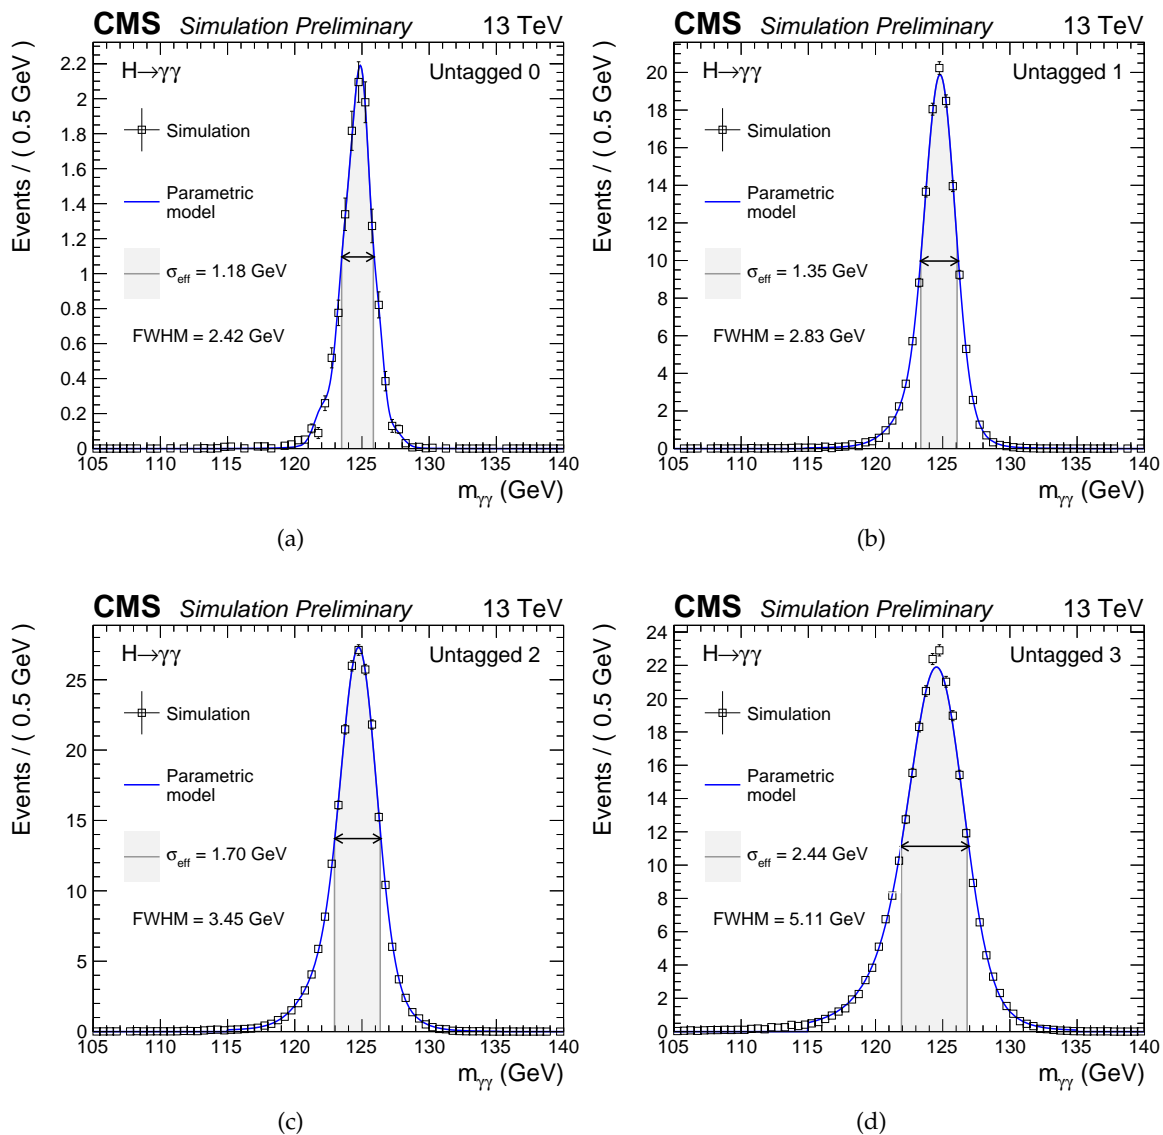 CMS Simulation Preliminary 13 TeV
Events / ( 0.5 GeV )
H→γγ
Untagged 0
Simulation
Parametric
model
σeff = 1.18 GeV
FWHM = 2.42 GeV
2.2
2
1.8
1.6
1.4
1.2
1
0.8
0.6
0.4
0.2
0
105 110 115 120 125 130 135 140
mγγ (GeV)
(a)
CMS Simulation Preliminary 13 TeV
Events / ( 0.5 GeV )
H→γγ
Untagged 1
Simulation
Parametric
model
σeff = 1.35 GeV
FWHM = 2.83 GeV
20
18
16
14
12
10
8
6
4
2
0
105 110 115 120 125 130 135 140
mγγ (GeV)
(b)
CMS Simulation Preliminary 13 TeV
Events / ( 0.5 GeV )
H→γγ
Untagged 2
Simulation
Parametric
model
σeff = 1.70 GeV
FWHM = 3.45 GeV
25
20
15
10
5
0
105 110 115 120 125 130 135 140
mγγ (GeV)
(c)
CMS Simulation Preliminary 13 TeV
Events / ( 0.5 GeV )
H→γγ
Untagged 3
Simulation
Parametric
model
σeff = 2.44 GeV
FWHM = 5.11 GeV
24
22
20
18
16
14
12
10
8
6
4
2
0
105 110 115 120 125 130 135 140
mγγ (GeV)
(d)